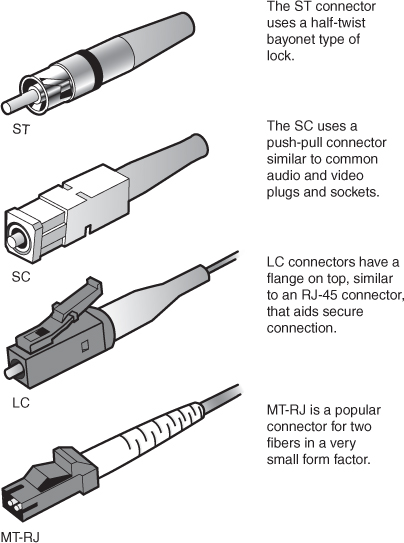 The ST connector
uses a half-twist
bayonet type of
lock.
ST
The SC uses a
push-pull connector
similar to common
audio and video
plugs and sockets.
SC
LC connectors have a
flange on top, similar
to an RJ-45 connector,
that aids secure
connection.
LC
MT-RJ is a popular
connector for two
fibers in a very
small form factor.
MT-RJ